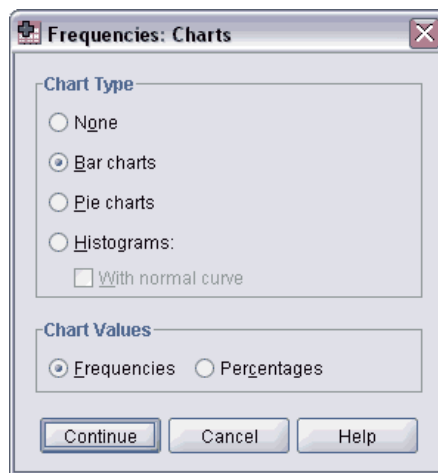 Frequencies: Charts
Chart Type
None
Bar charts
Pie charts
Histograms:
With normal curve
Chart Values
Frequencies Percentages
Continue Cancel Help